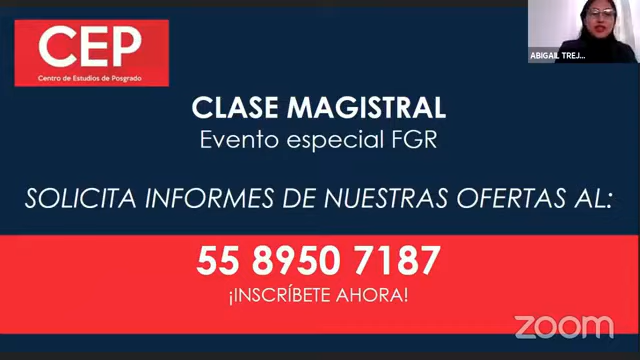 CEP
Centro de Estudios de Posgrado
ABIGAIL TREJ...
CLASE MAGISTRAL
Evento especial FGR
SOLICITA INFORMES DE NUESTRAS OFERTAS AL:
55 8950 7187
¡INSCRÍBETE AHORA!
zoom